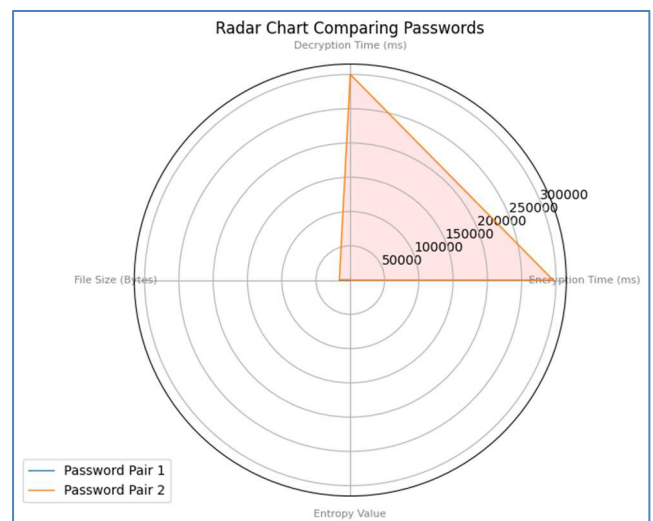 Radar Chart Comparing Passwords
Decryption Time (ms)
300000
250000
200000
150000
100000
50000
File Size (Bytes)
Encryption Time (ms)
Password Pair 1
Password Pair 2
Entropy Value